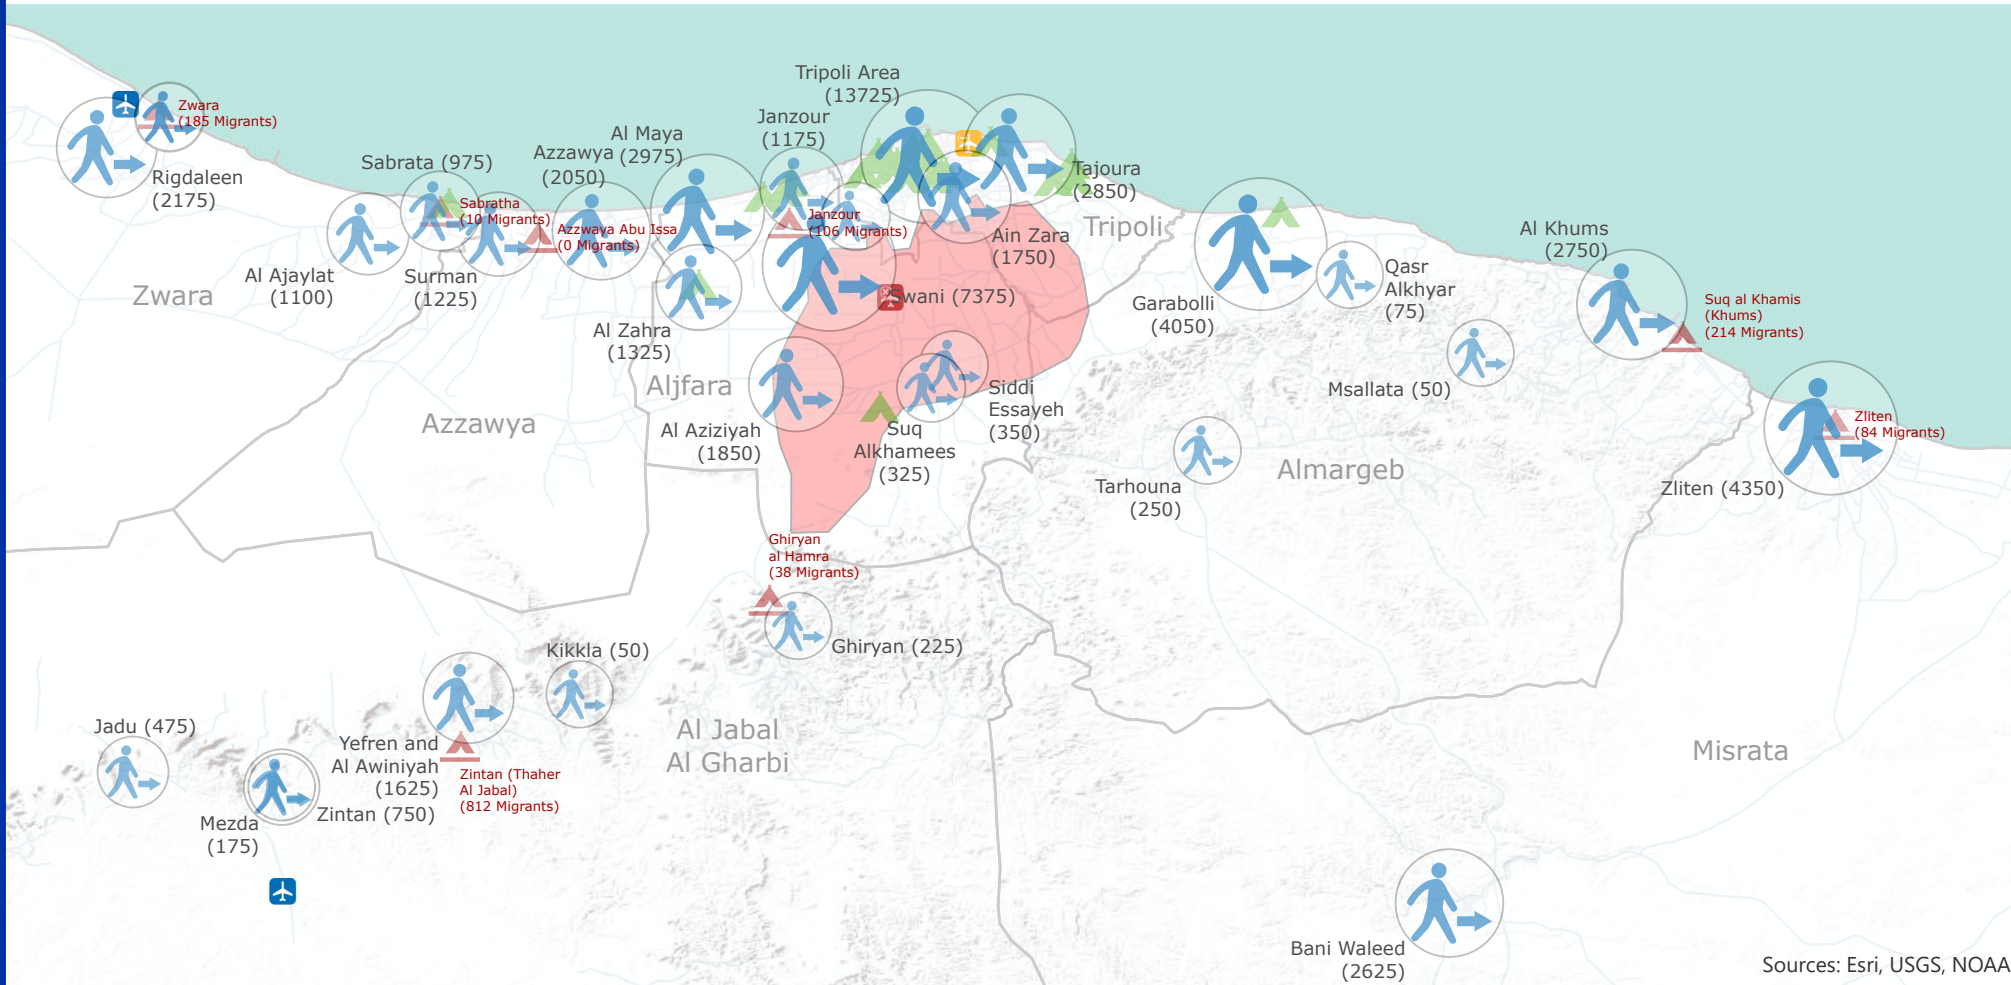 Tripoli Area
(13725)
Janzour
(1175)
Al Maya
(2975)
Azzawya
(2050)
Sabrata (975)
Zwara
(185 Migrants)
Rigdaleen
(2175)
Sabratha
(10 Migrants)
Azzwaya Abu Issa
(0 Migrants)
Janzour
(106 Migrants)
Tajoura
(2850)
Tripoli
Ain Zara
(1750)
Al Khums
(2750)
Al Ajaylat
(1100)
Surman
(1225)
Zwara
Swani (7375)
Garabolli
(4050)
Qasr
Alkhyar
(75)
Suq al Khamis
(Khums)
(214 Migrants)
Al Zahra
(1325)
Aljfara
Msallata (50)
Siddi
Essayeh
(350)
Azzawya
Al Aziziyah
(1850)
Suq
Alkhamees
(325)
Zliten
(84 Migrants)
Tarhouna
(250)
Almargeb
Zliten (4350)
Ghiryan
al Hamra
(38 Migrants)
Ghiryan (225)
Kikkla (50)
Jadu (475)
Yefren and
Al Awiniyah
(1625)
Zintan (Thaher
Al Jabal)
(812 Migrants)
Zintan (750)
Mezda
(175)
Al Jabal
Al Gharbi
Misrata
Bani Waleed
(2625)
Sources: Esri, USGS, NOAA